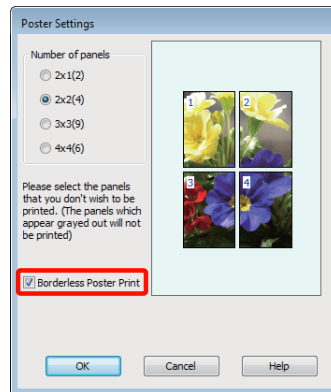 Poster Settings
Number of panels
2x1(2)
2x2(4)
3x3(9)
4x4(6)
1
2
3
4
Please select the panels
that you don't wish to be
printed. (The panels which
appear grayed out will not
be printed)
Borderless Poster Print
OK
Cancel
Help